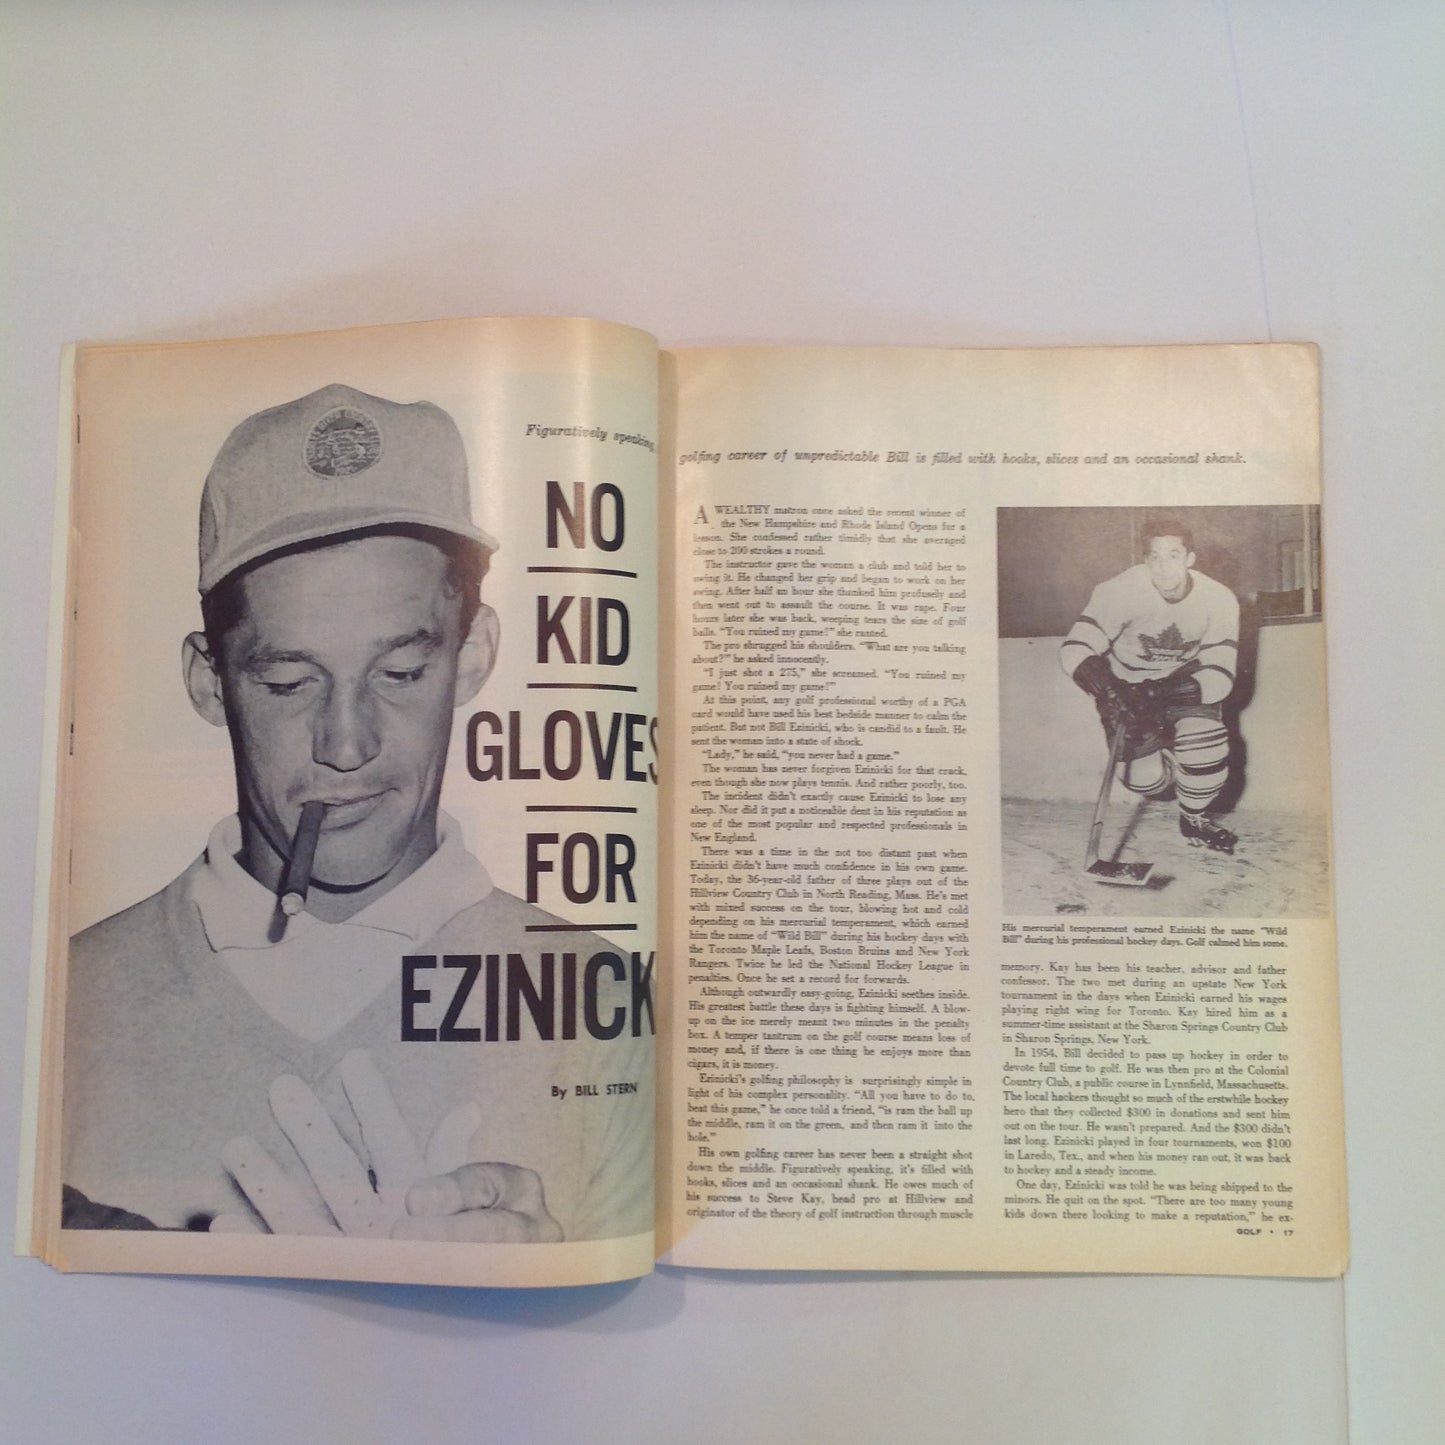 Figuratively speaking,
NO
KID
GLOVES
FOR
EZINICK
By BILL STERN
golfing career of unpredictable Bill is filled with hooks, slices and an occasional shank.
A WEALTHY matron once asked the recent winner of
the New Hampshire and Rhode Island Opens for a
lesson. She confessed rather timidly that she averaged
close to 200 strokes a round.
The instructor gave the woman a club and told her to
swing it. He changed her grip and began to work on her
swing. After half an hour she thanked him profusely and
then went out to assault the course. It was rape. Four
hours later she was back, weeping tears the size of golf
balls. "You ruined my game!" she ranted.
The pro shrugged his shoulders. "What are you talking
about?" he asked innocently.
"I just shot a 275," she screamed. "You ruined my
game! You ruined my game!"
At this point, any golf professional worthy of a PGA
card would have used his best bedside manner to calm the
patient. But not Bill Ezinicki, who is candid to a fault. He
sent the woman into a state of shock.
"Lady," he said, "you never had a game."
The woman has never forgiven Ezinicki for that crack,
even though she now plays tennis. And rather poorly, too.
The incident didn't exactly cause Ezinicki to lose any
sleep. Nor did it put a noticeable dent in his reputation as
one of the most popular and respected professionals in
New England.
There was a time in the not too distant past when
Ezinicki didn't have much confidence in his own game.
Today, the 36-year-old father of three plays out of the
Hillview Country Club in North Reading, Mass. He's met
with mixed success on the tour, blowing hot and cold
depending on his mercurial temperament, which earned
him the name of "Wild Bill" during his hockey days with
the Toronto Maple Leafs, Boston Bruins and New York
Rangers. Twice he led the National Hockey League in
penalties. Once he set a record for forwards.
Although outwardly easy-going, Ezinicki seethes inside.
His greatest battle these days is fighting himself. A blow-
up on the ice merely meant two minutes in the penalty
box. A temper tantrum on the golf course means loss of
money and, if there is one thing he enjoys more than
cigars, it is money.
Ezinicki's golfing philosophy is surprisingly simple in
light of his complex personality. "All you have to do to
beat this game," he once told a friend, "is ram the ball up
the middle, ram it on the green, and then ram it into the
hole."
His own golfing career has never been a straight shot
down the middle. Figuratively speaking, it's filled with
hooks, slices and an occasional shank. He owes much of
his success to Steve Kay, head pro at Hillview and
originator of the theory of golf instruction through muscle
His mercurial temperament earned Ezinicki the name "Wild
Bill" during his professional hockey days. Golf calmed him some.
memory. Kay has been his teacher, advisor and father
confessor. The two met during an upstate New York
tournament in the days when Ezinicki earned his wages
playing right wing for Toronto. Kay hired him as a
summer-time assistant at the Sharon Springs Country Club
in Sharon Springs, New York.
In 1954, Bill decided to pass up hockey in order to
devote full time to golf. He was then pro at the Colonial
Country Club, a public course in Lynnfield, Massachusetts.
The local hackers thought so much of the erstwhile hockey
hero that they collected $300 in donations and sent him
out on the tour. He wasn't prepared. And the $300 didn't
last long. Ezinicki played in four tournaments, won $100
in Laredo, Tex., and when his money ran out, it was back
to hockey and a steady income.
One day, Ezinicki was told he was being shipped to the
minors. He quit on the spot. "There are too many young
kids down there looking to make a reputation," he ex-
GOLF • 17